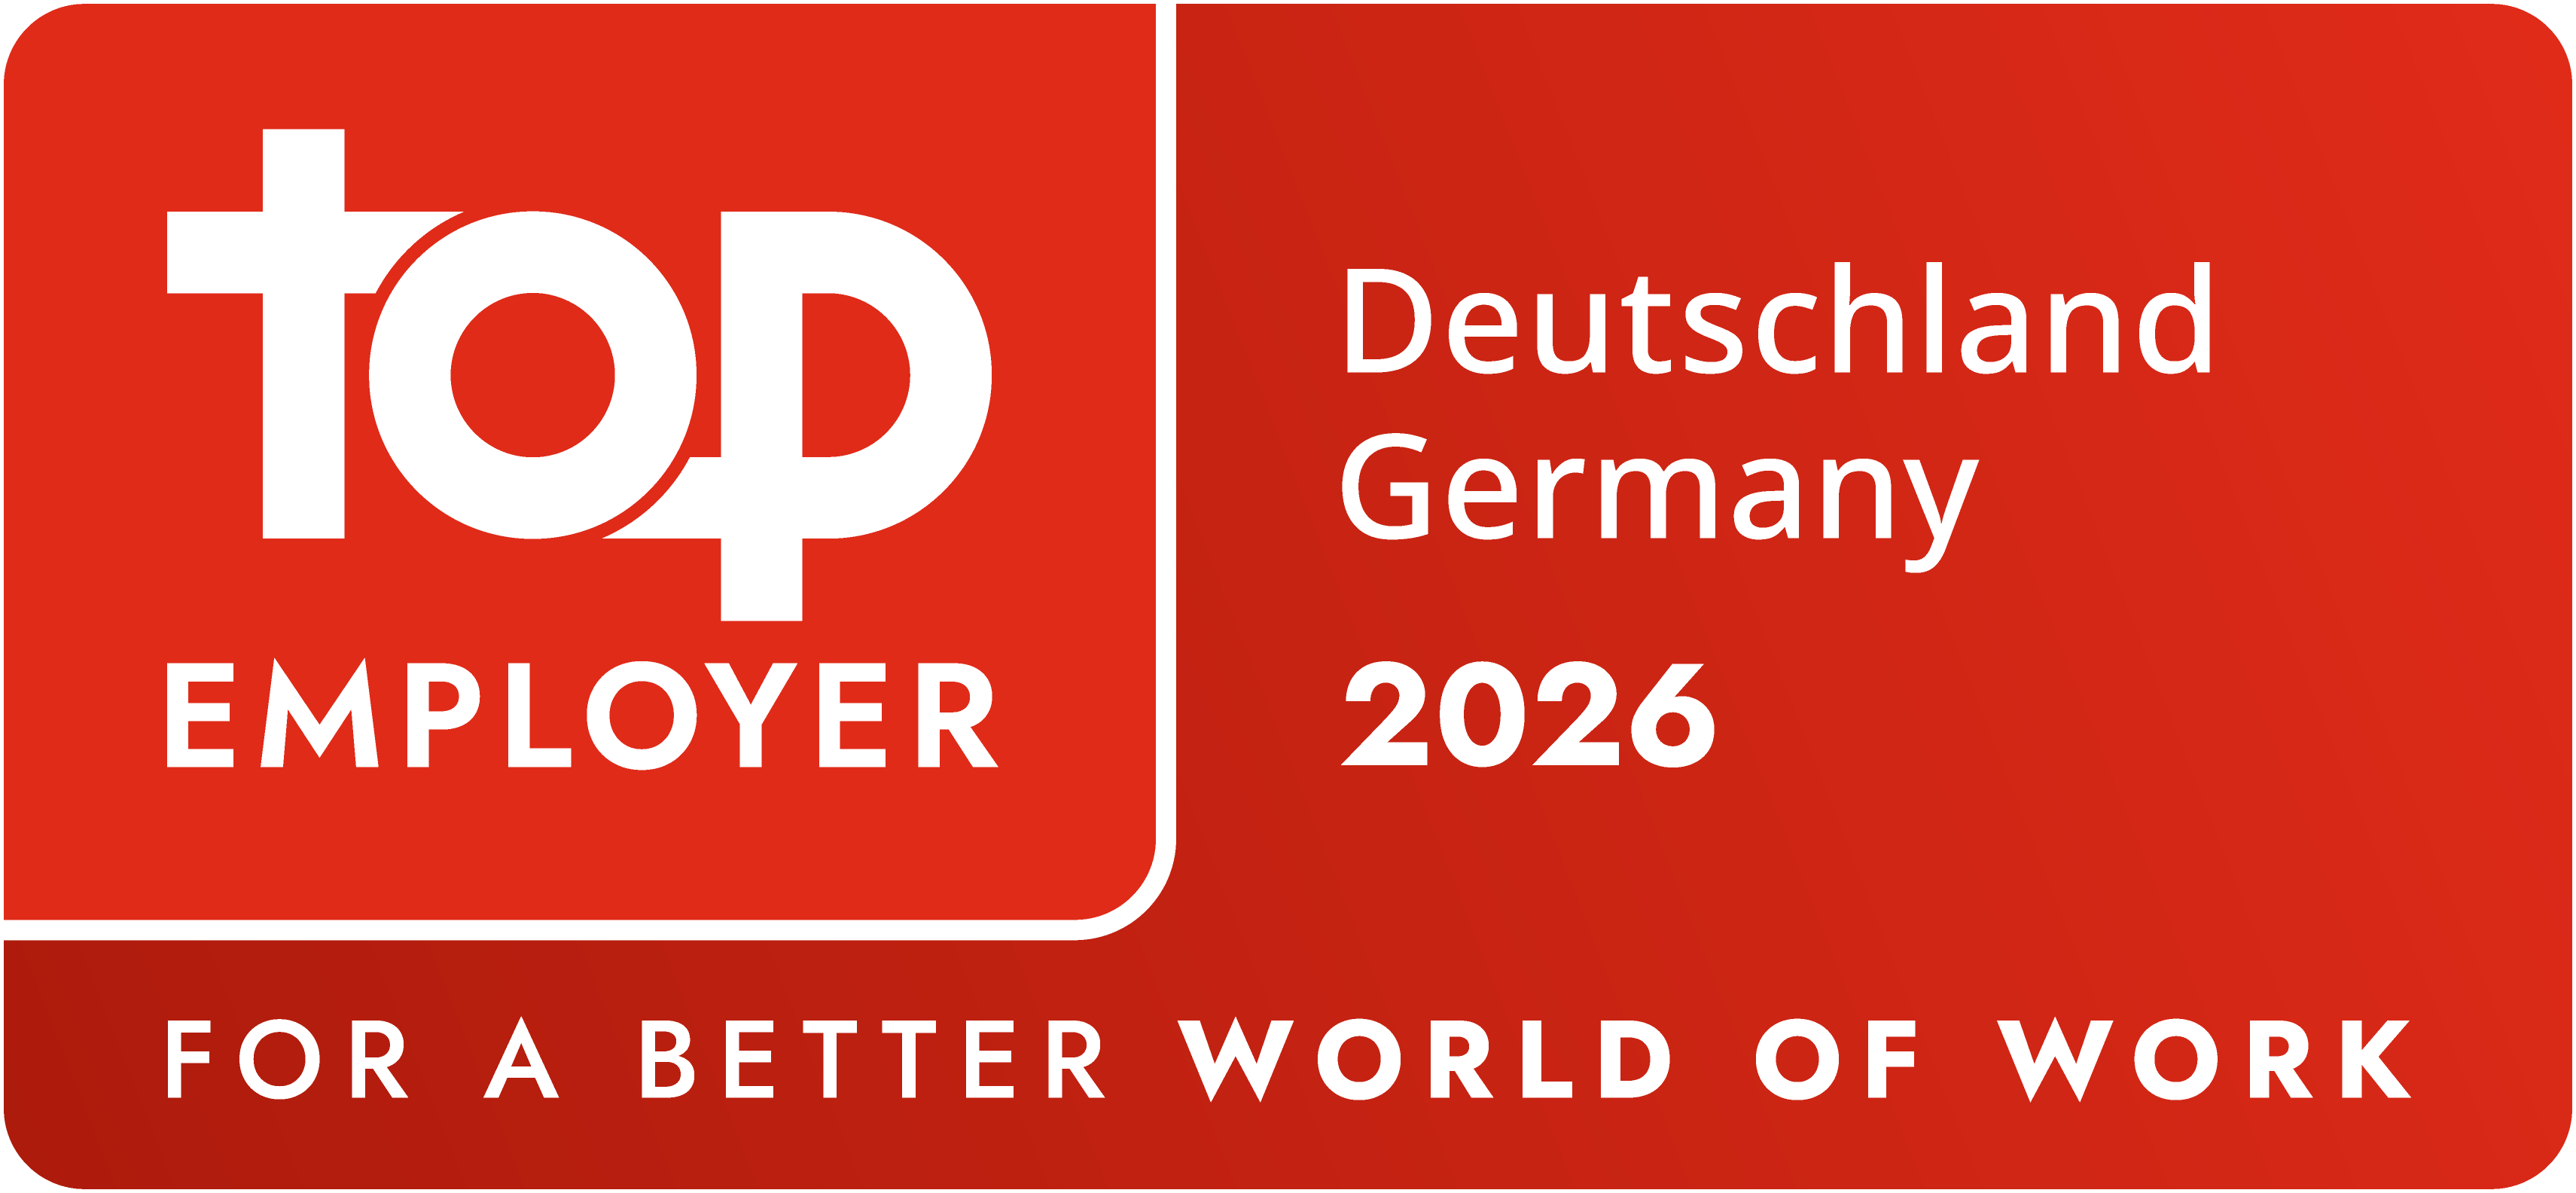 top
EMPLOYER
Deutschland
Germany
2026
FOR A BETTER WORLD OF WORK